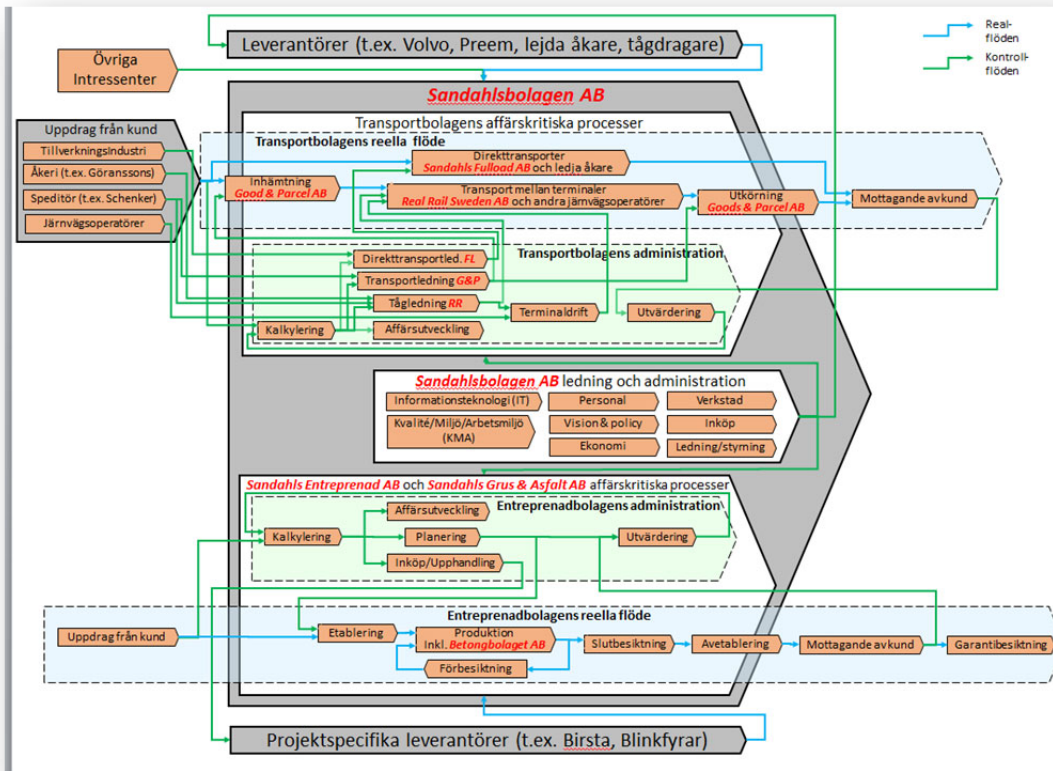 Leverantörer (t.ex. Volvo, Preem, lejda åkare, tågdragare)
Real-
flöden
Kontroll-
flöden
Övriga
Intressenter
Sandahlsbolagen AB
Uppdrag från kund
Tillverkningsindustri
Åkeri (t.ex. Göranssons)
Speditör (t.ex. Schenker)
Järnvägsoperatörer
Transportbolagens affärskritiska processer
Transportbolagens reella flöde
Inhämtning
Good & Parcel AB
Direkttransporter
Sandahls Fulload AB och ledja åkare
Transport mellan terminaler
Real Rail Sweden AB och andra järnvägsoperatörer
Utkörning
Goods & Parcel AB
Mottagande av kund
Transportbolagens administration
Direkttransportled. FL
Transportledning G&P
Tågledning RR
Terminaldrift
Utvärdering
Kalkylering
Affärsutveckling
Sandahlsbolagen AB ledning och administration
Informationsteknologi (IT)
Personal
Verkstad
Kvalité/Miljö/Arbetsmiljö
(KMA)
Vision & policy
Inköp
Ekonomi
Ledning/styrning
Sandahls Entreprenad AB och Sandahls Grus & Asfalt AB affärskritiska processer
Entreprenadbolagens administration
Affärsutveckling
Kalkylering
Planering
Utvärdering
Inköp/Upphandling
Entreprenadbolagens reella flöde
Uppdrag från kund
Etablering
Produktion
Inkl. Betongbolaget AB
Förbesiktning
Slutbesiktning
Avetablering
Mottagande av kund
Garantibesiktning
Projektspecifika leverantörer (t.ex. Birsta, Blinkfyrar)